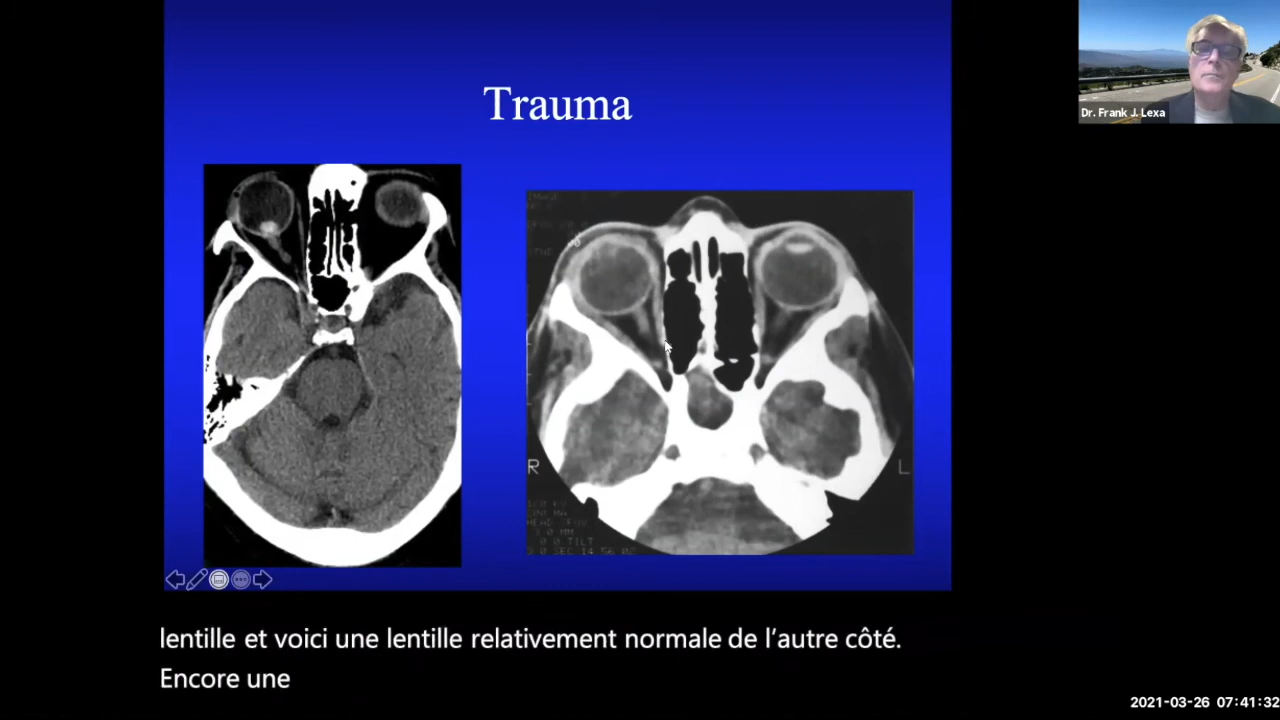 Trauma
Dr. Frank J. Lexa
R
L
lentille et voici une lentille relativement normale de l’autre côté.
Encore une
2021-03-26 07:41:32